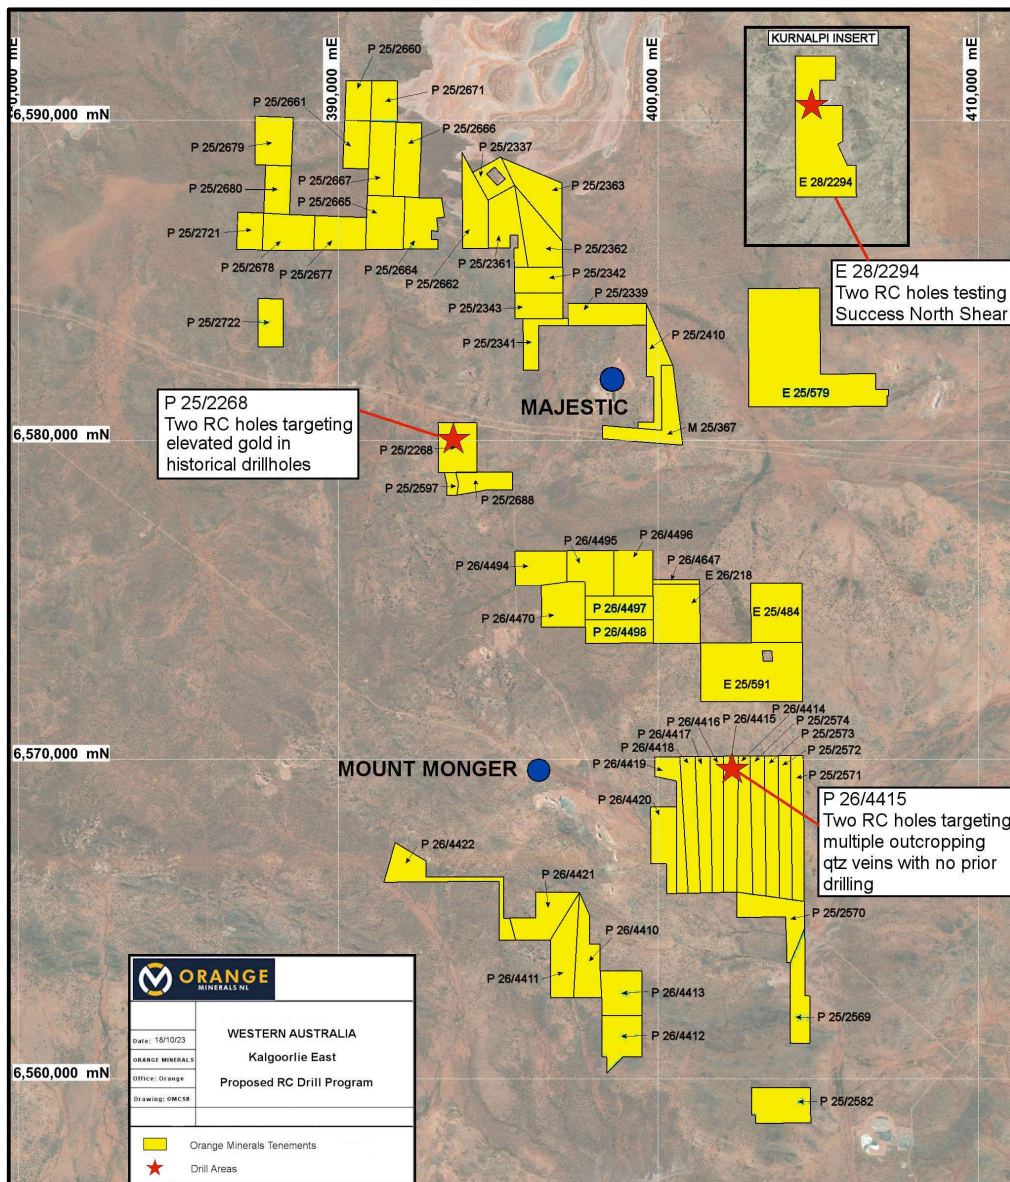 KURNALPI INSERT
E 28/2294
E 28/2294
Two RC holes testing
Success North Shear
390,000 mE
400,000 mE
410,000 mE
6,590,000 mN
6,580,000 mN
6,570,000 mN
6,560,000 mN
P 25/2660
P 25/2661
P 25/2671
P 25/2666
P 25/2679
P 25/2667
P 25/2680
P 25/2665
P 25/2721
P 25/2678
P 25/2677
P 25/2664
P 25/2662
P 25/2337
P 25/2363
P 25/2361
P 25/2362
P 25/2342
P 25/2339
P 25/2343
P 25/2341
P 25/2410
P 25/2722
E 25/579
MAJESTIC
M 25/367
P 25/2268
Two RC holes targeting
elevated gold in
historical drillholes
P 25/2268
P 25/2597
P 25/2688
P 26/4494
P 26/4495
P 26/4496
P 26/4647
E 26/218
P 26/4470
P 26/4497
P 26/4498
E 25/484
E 25/591
P 26/4414
P 26/4415
P 26/4416
P 25/2574
P 26/4417
P 25/2573
P 26/4418
P 25/2572
P 26/4419
P 25/2571
MOUNT MONGER
P 26/4420
P 26/4415
Two RC holes targeting
multiple outcropping
qtz veins with no prior
drilling
P 26/4422
P 26/4421
P 26/4410
P 26/4411
P 26/4413
P 26/4412
P 25/2570
P 25/2569
P 25/2582
ORANGE
MINERALS NL
Date: 18/10/23
ORANGE MINERALS
Office: Orange
Drawing: OMCSB
WESTERN AUSTRALIA
Kalgoorlie East
Proposed RC Drill Program
Orange Minerals Tenements
Drill Areas